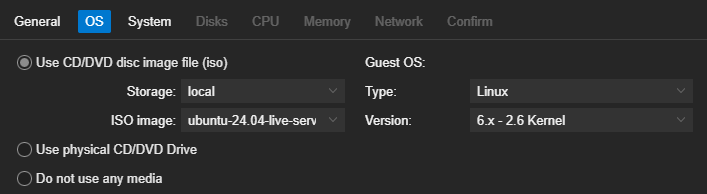 General OS System Disks CPU Memory Network Confirm
Use CD/DVD disc image file (iso) Guest OS:
Storage: local Type: Linux
ISO image: ubuntu-24.04-live-serv Version: 6.x - 2.6 Kernel
Use physical CD/DVD Drive
Do not use any media